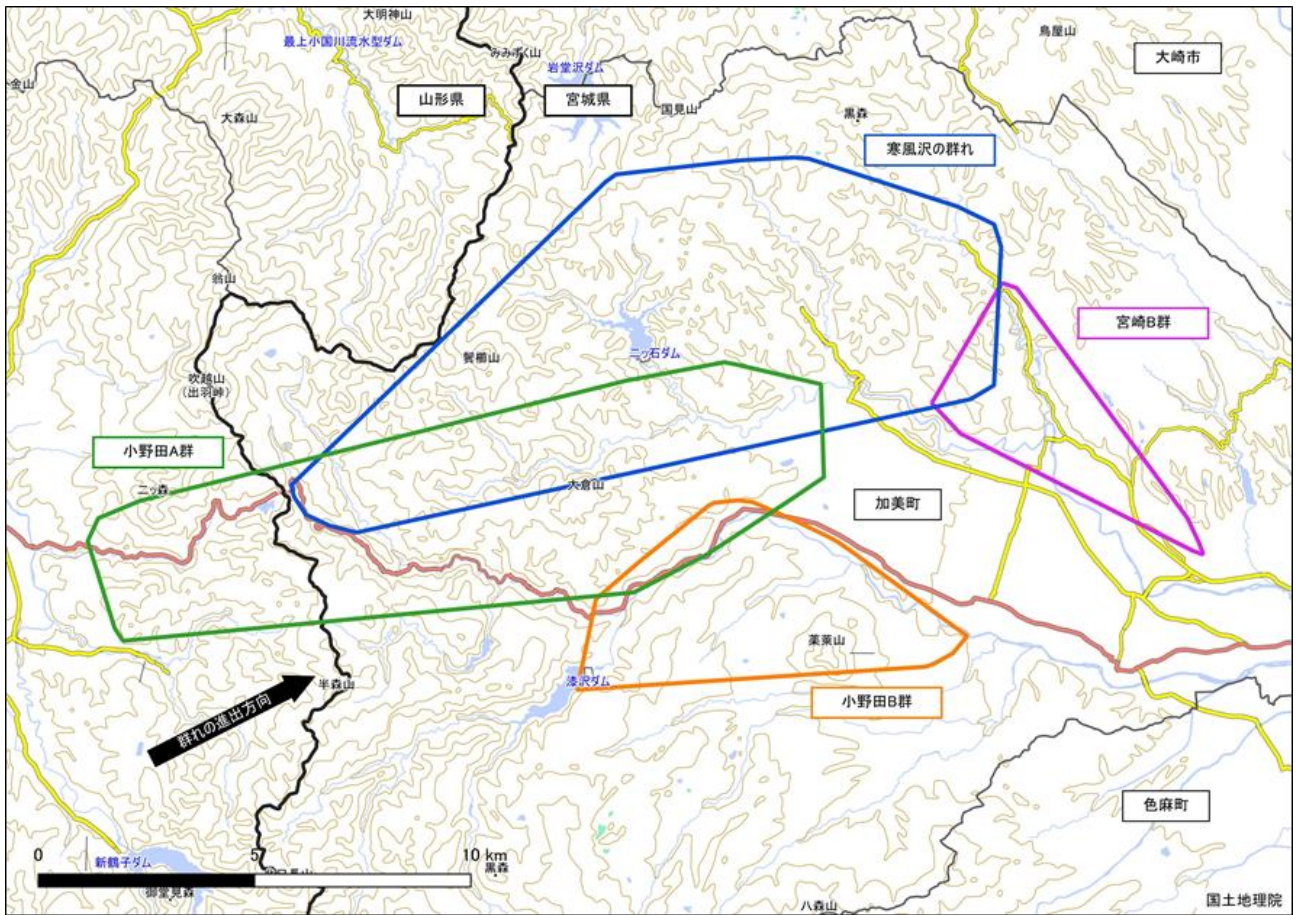 大明神山
鳥屋山
最上小国川流水型ダム
みみずく山
大崎市
岩堂沢ダム
金山
山形県
宮城県
国見山
大森山
黒森
寒風沢の群れ
翁山
宮崎B群
二ッ石ダム
鬢櫛山
吹越山
(出羽峠)
小野田A群
二ッ森
大倉山
加美町
薬莱山
漆沢ダム
半森山
小野田B群
群れの進出方向
色麻町
0
5
10 km
新鶴子ダム
黒森
御堂見森
八森山
国土地理院